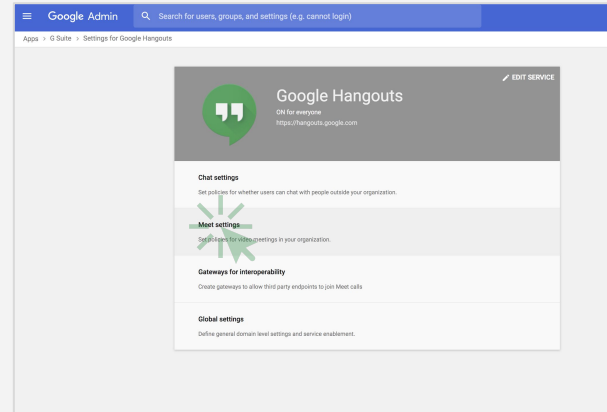 Google Admin
Search for users, groups, and settings (e.g. cannot login)
Apps > G Suite > Settings for Google Hangouts
EDIT SERVICE
Google Hangouts
ON for everyone
https://hangouts.google.com
Chat settings
Set policies for whether users can chat with people outside your organization.
Meet settings
Set policies for video meetings in your organization.
Gateways for interoperability
Create gateways to allow third party endpoints to join Meet calls
Global settings
Define general domain level settings and service enablement.